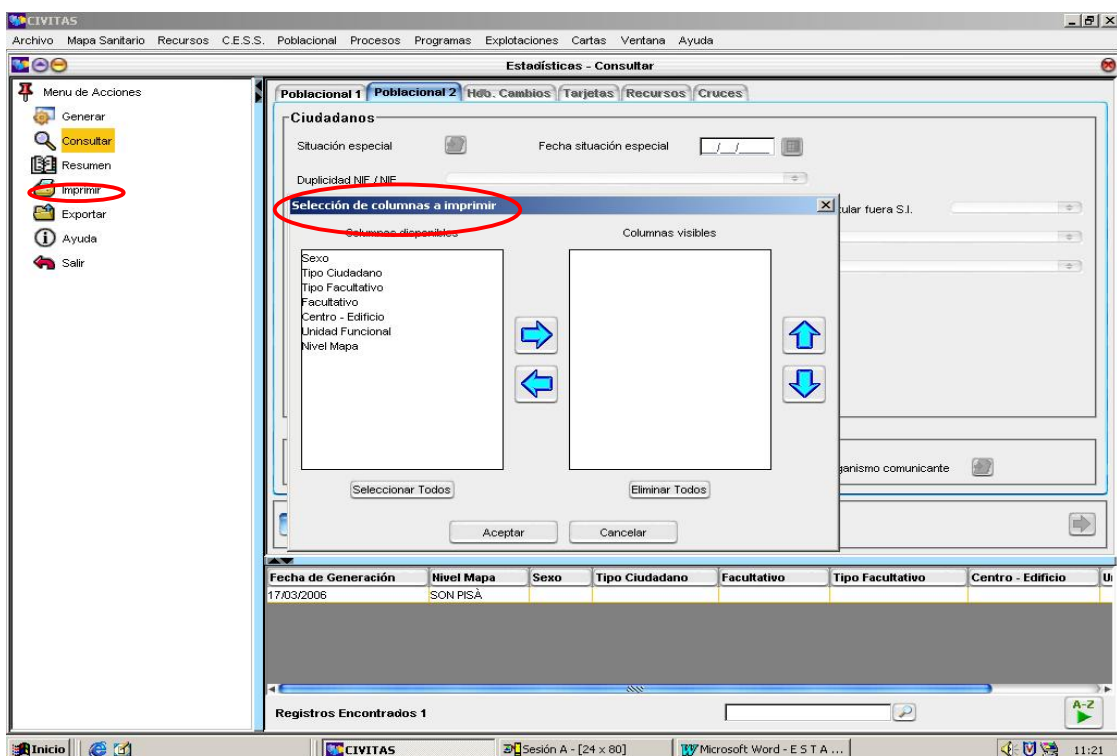 CIVITAS
Archivo Mapa Sanitario Recursos C.E.S.S. Poblacional Procesos Programas Explotaciones Cartas Ventana Ayuda
Estadísticas - Consultar
Menu de Acciones
Generar
Consultar
Resumen
Imprimir
Exportar
Ayuda
Salir
Poblacional 1 Poblacional 2 Hdb. Cambios Tarjetas Recursos Cruces
Ciudadanos
Situación especial Fecha situación especial _/_/_
Duplicidad NIF / NIE
Selección de columnas a imprimir
tular fuera S.I.
Columnas disponibles Columnas visibles
Sexo
Tipo Ciudadano
Tipo Facultativo
Facultativo
Centro - Edificio
Unidad Funcional
Nivel Mapa
Seleccionar Todos Eliminar Todos
ganismo comunicante
Aceptar Cancelar
Fecha de Generación Nivel Mapa Sexo Tipo Ciudadano Facultativo Tipo Facultativo Centro - Edificio
17/03/2006 SON PISÀ
Registros Encontrados 1
A-Z
Inicio CIVITAS Sesión A - [24 x 80] Microsoft Word - E S T A ... 11:21